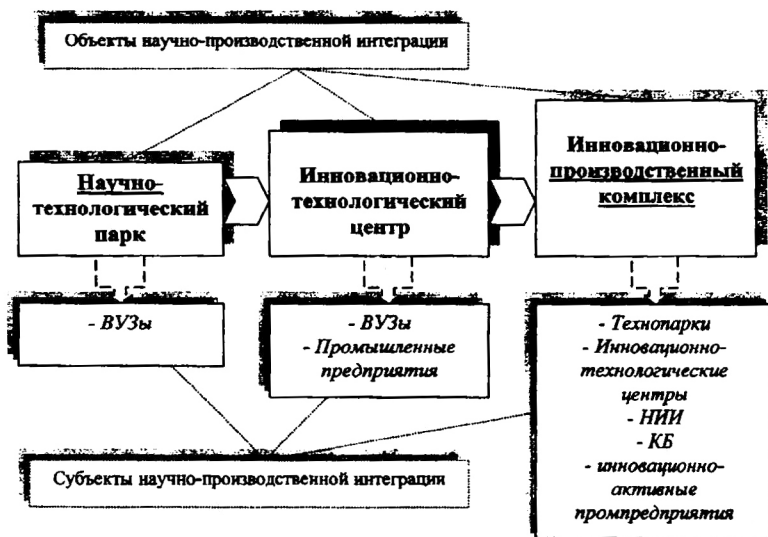 Объекты научно-производственной интеграции
Научно-
технологический
парк
Инновационно-
технологический
центр
Инновационно-
производственный
комплекс
- ВУЗы
- ВУЗы
- Промышленные
предприятия
- Технопарки
- Инновационно-
технологические
центры
- НИИ
- КБ
- инновационно-
активные
промпредприятия
Субъекты научно-производственной интеграции